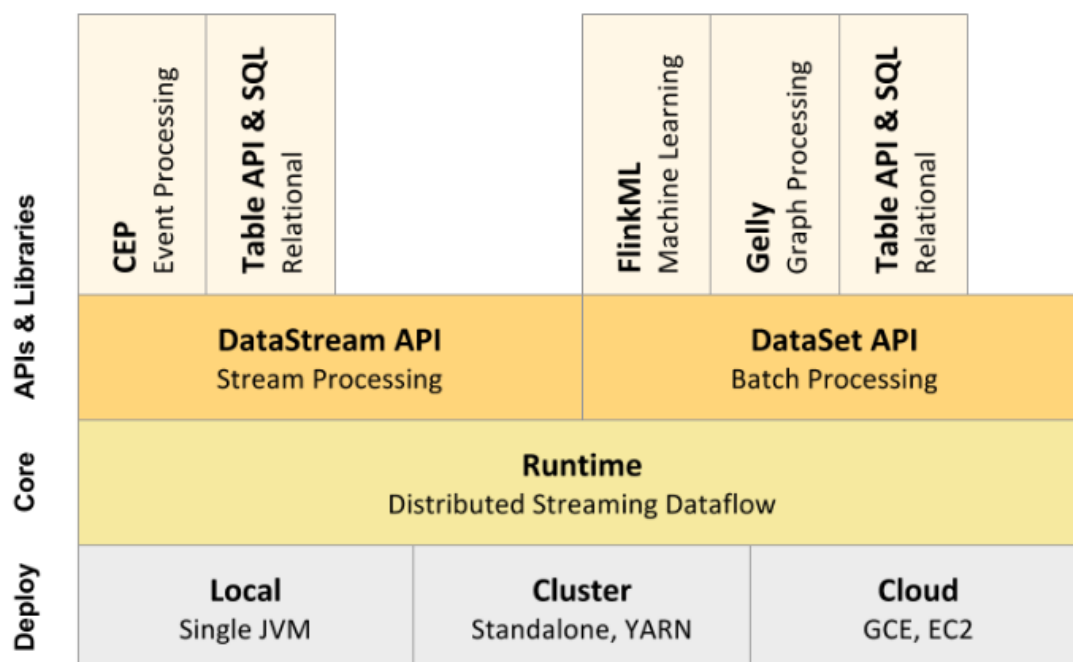 APIs & Libraries
CEP
Event Processing
Table API & SQL
Relational
FlinkML
Machine Learning
Gelly
Graph Processing
Table API & SQL
Relational
DataStream API
Stream Processing
DataSet API
Batch Processing
Core
Runtime
Distributed Streaming Dataflow
Deploy
Local
Single JVM
Cluster
Standalone, YARN
Cloud
GCE, EC2